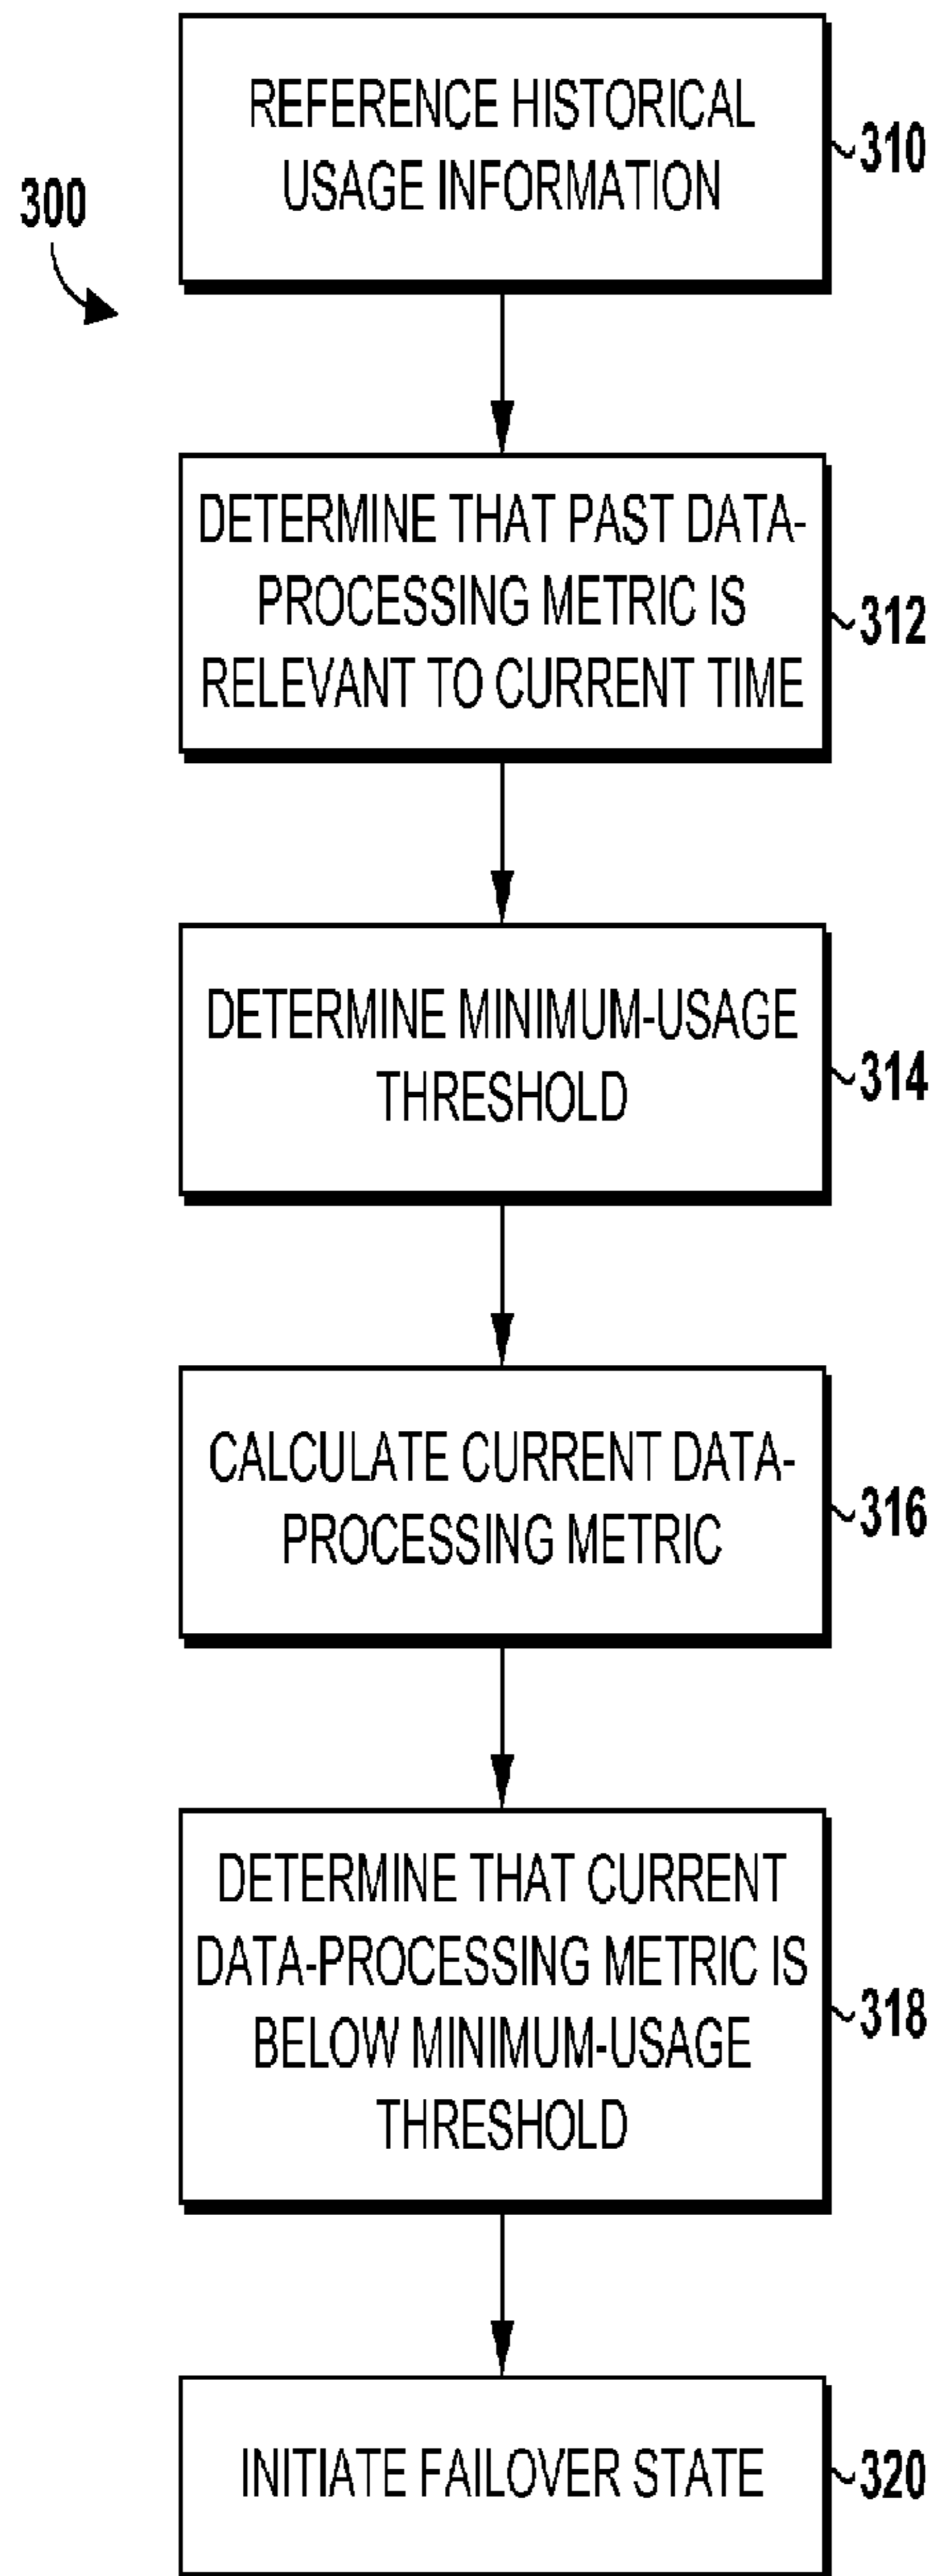 300
REFERENCE HISTORICAL
USAGE INFORMATION
310
DETERMINE THAT PAST DATA-
PROCESSING METRIC IS
RELEVANT TO CURRENT TIME
312
DETERMINE MINIMUM-USAGE
THRESHOLD
314
CALCULATE CURRENT DATA-
PROCESSING METRIC
316
DETERMINE THAT CURRENT
DATA-PROCESSING METRIC IS
BELOW MINIMUM-USAGE
THRESHOLD
318
INITIATE FAILOVER STATE
320